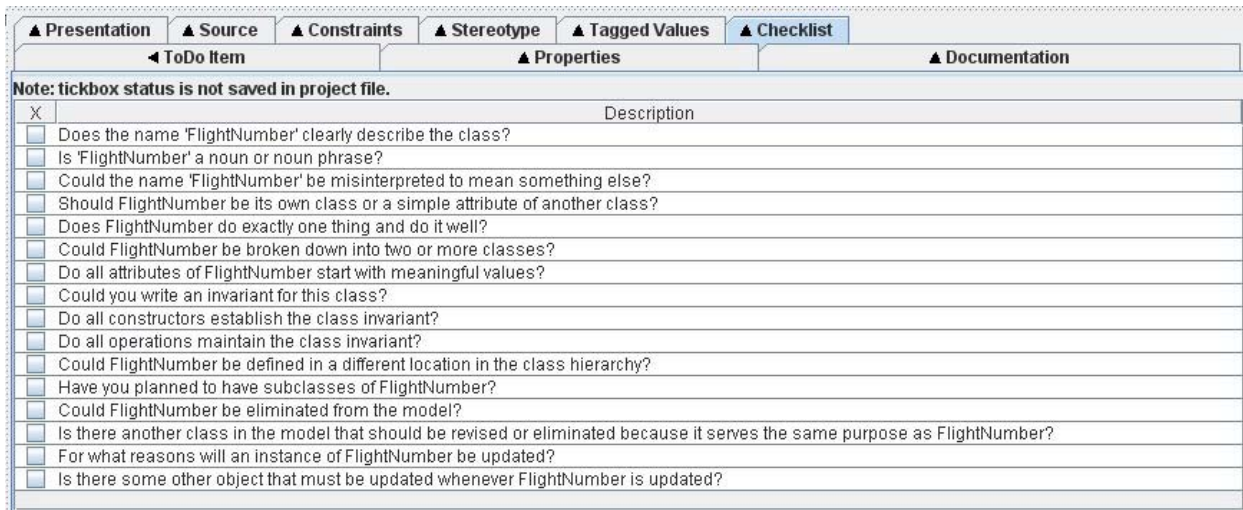 ▲ Presentation ▲ Source ▲ Constraints ▲ Stereotype ▲ Tagged Values ▲ Checklist
◀ ToDo Item ▲ Properties ▲ Documentation
Note: tickbox status is not saved in project file.
X Description
Does the name 'FlightNumber' clearly describe the class?
Is 'FlightNumber' a noun or noun phrase?
Could the name 'FlightNumber' be misinterpreted to mean something else?
Should FlightNumber be its own class or a simple attribute of another class?
Does FlightNumber do exactly one thing and do it well?
Could FlightNumber be broken down into two or more classes?
Do all attributes of FlightNumber start with meaningful values?
Could you write an invariant for this class?
Do all constructors establish the class invariant?
Do all operations maintain the class invariant?
Could FlightNumber be defined in a different location in the class hierarchy?
Have you planned to have subclasses of FlightNumber?
Could FlightNumber be eliminated from the model?
Is there another class in the model that should be revised or eliminated because it serves the same purpose as FlightNumber?
For what reasons will an instance of FlightNumber be updated?
Is there some other object that must be updated whenever FlightNumber is updated?